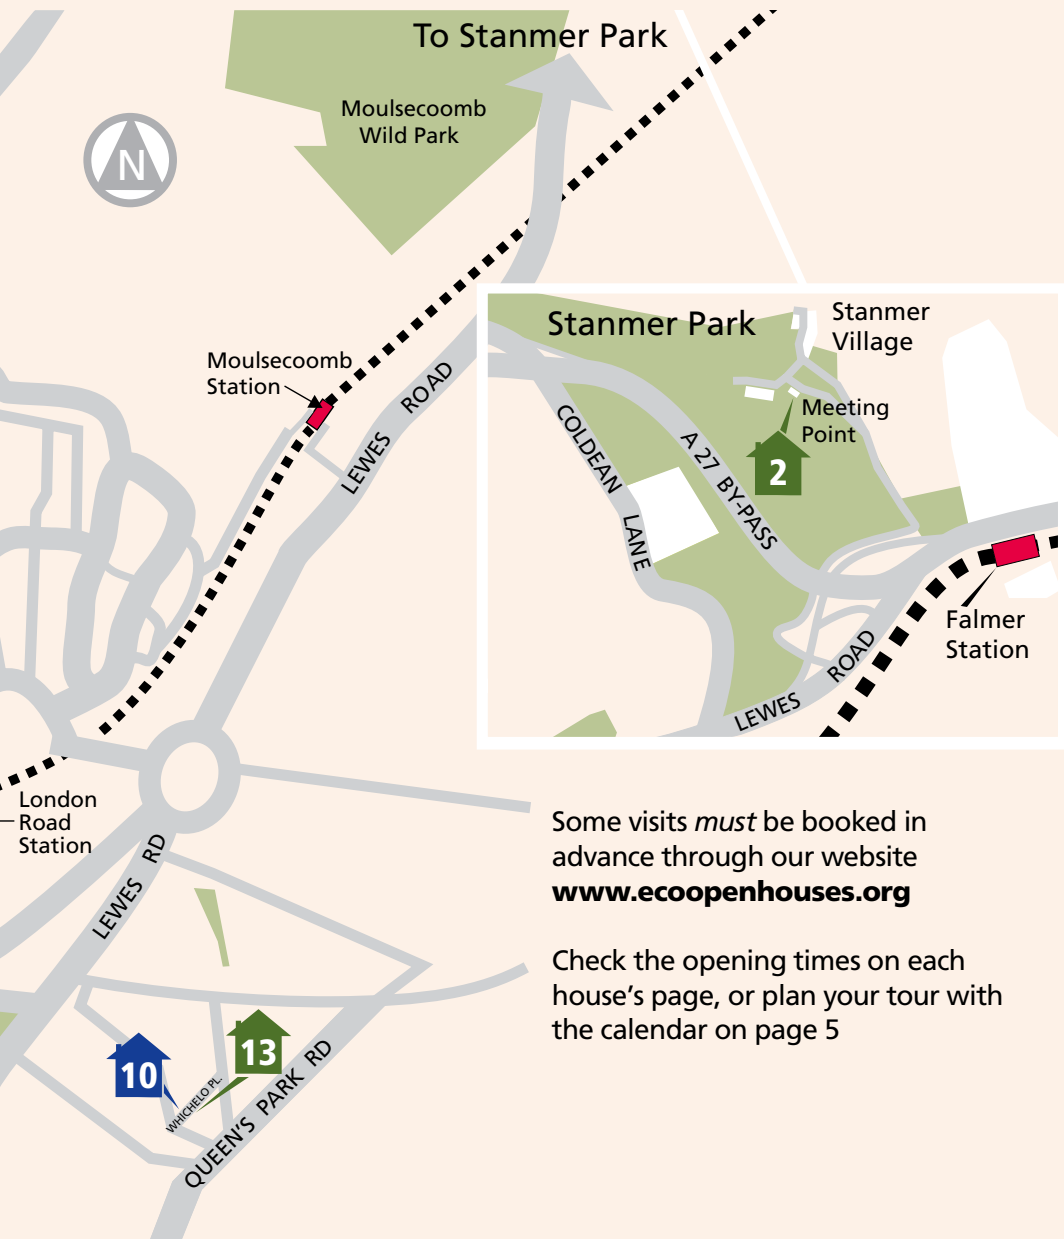 To Stanmer Park
Moulsecoomb
Wild Park
N
Moulsecoomb
Station
LEWES ROAD
Stanmer Park
Stanmer
Village
Meeting
Point
2
COLDEAN LANE
A 27 BY-PASS
Falmer
Station
LEWES ROAD
London
Road
Station
LEWES RD
Some visits must be booked in
advance through our website
www.ecoopenhouses.org
Check the opening times on each
house’s page, or plan your tour with
the calendar on page 5
10
13
WHICHELO PL.
QUEEN’S PARK RD